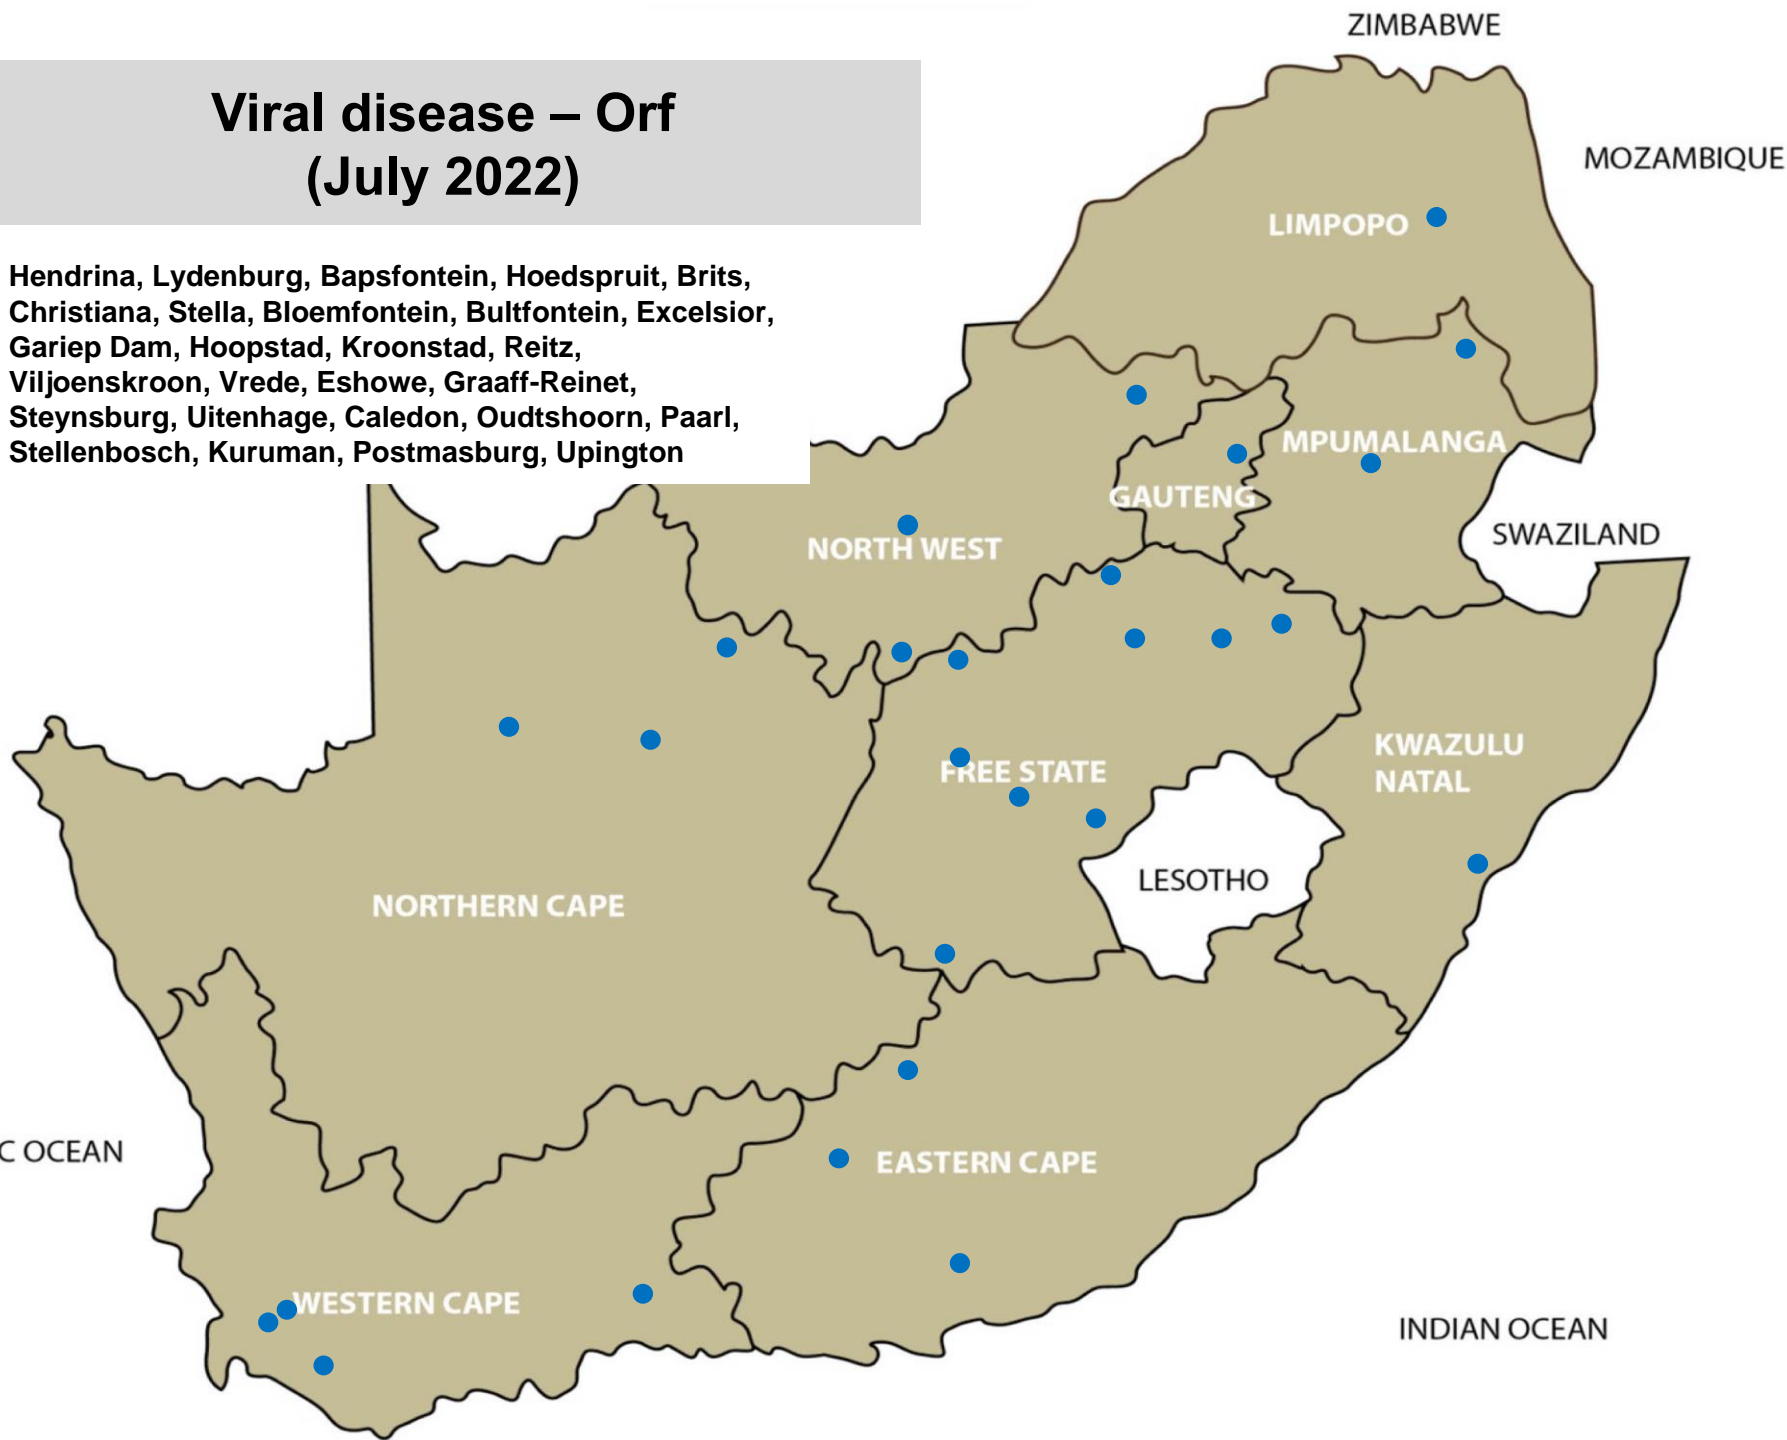 ZIMBABWE
Viral disease – Orf
(July 2022)
MOZAMBIQUE
LIMPOPO
Hendrina, Lydenburg, Bapsfontein, Hoedspruit, Brits,
Christiana, Stella, Bloemfontein, Bultfontein, Excelsior,
Gariep Dam, Hoopstad, Kroonstad, Reitz,
Viljoenskroon, Vrede, Eshowe, Graaff-Reinet,
Steynsburg, Uitenhage, Caledon, Oudtshoorn, Paarl,
Stellenbosch, Kuruman, Postmasburg, Upington
MPUMALANGA
GAUTENG
SWAZILAND
NORTH WEST
KWAZULU
NATAL
FREE STATE
LESOTHO
NORTHERN CAPE
C OCEAN
EASTERN CAPE
WESTERN CAPE
INDIAN OCEAN